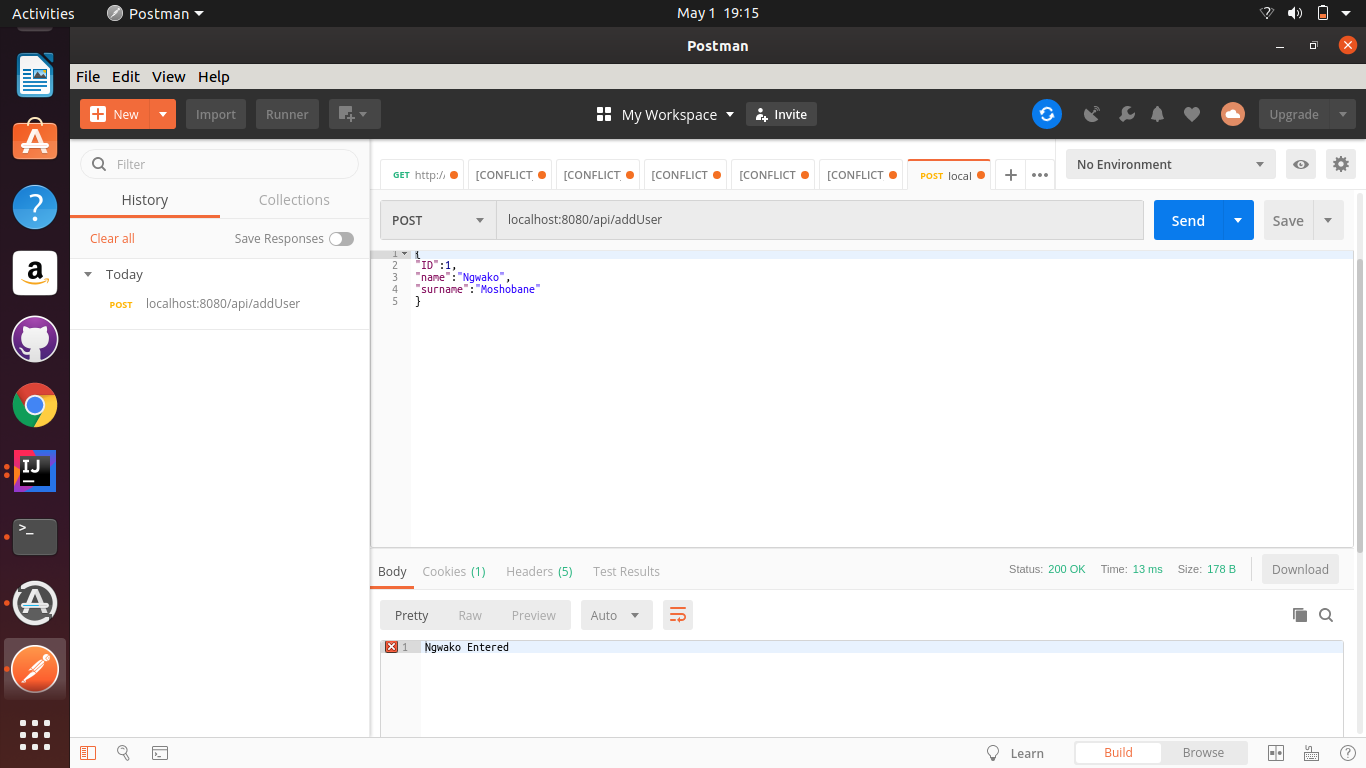 Activities Postman May 1 19:15
Postman
File Edit View Help
New Import Runner My Workspace Invite Upgrade
Filter
History Collections
Clear all Save Responses
Today
POST localhost:8080/api/addUser
GET http:/ [CONFLICT] [CONFLICT] [CONFLICT [CONFLICT [CONFLICT POST local ••• No Environment
POST localhost:8080/api/addUser Send Save
1 {
2 "ID":1,
3 "name":"Ngwako",
4 "surname":"Moshobane"
5 }
Body Cookies (1) Headers (5) Test Results Status: 200 OK Time: 13 ms Size: 178 B Download
Pretty Raw Preview Auto
1 Ngwako Entered
Learn Build Browse